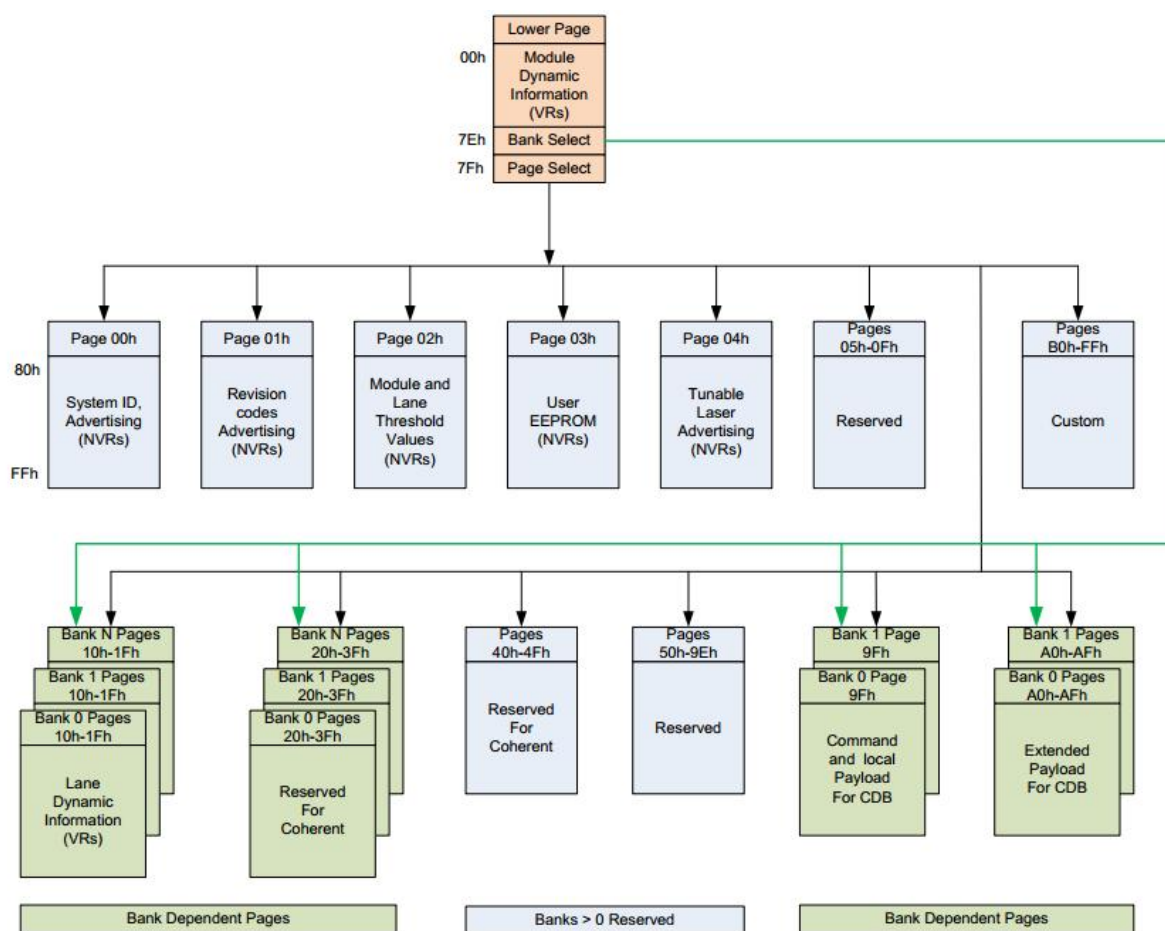 Lower Page
00h
Module
Dynamic
Information
(VRs)
7Eh
Bank Select
7Fh
Page Select
Page 00h
Page 01h
Page 02h
Page 03h
Page 04h
Pages
05h-0Fh
Pages
B0h-FFh
80h
System ID,
Advertising
(NVRs)
Revision
codes
Advertising
(NVRs)
Module and
Lane
Threshold
Values
(NVRs)
User
EEPROM
(NVRs)
Tunable
Laser
Advertising
(NVRs)
Reserved
Custom
FFh
Bank N Pages
10h-1Fh
Bank 1 Pages
10h-1Fh
Bank 0 Pages
10h-1Fh
Lane
Dynamic
Information
(VRs)
Bank N Pages
20h-3Fh
Bank 1 Pages
20h-3Fh
Bank 0 Pages
20h-3Fh
Reserved
For
Coherent
Pages
40h-4Fh
Reserved
For
Coherent
Pages
50h-9Eh
Reserved
Bank 1 Page
9Fh
Bank 0 Page
9Fh
Command
and local
Payload
For CDB
Bank 1 Pages
A0h-AFh
Bank 0 Pages
A0h-AFh
Extended
Payload
For CDB
Bank Dependent Pages
Banks > 0 Reserved
Bank Dependent Pages